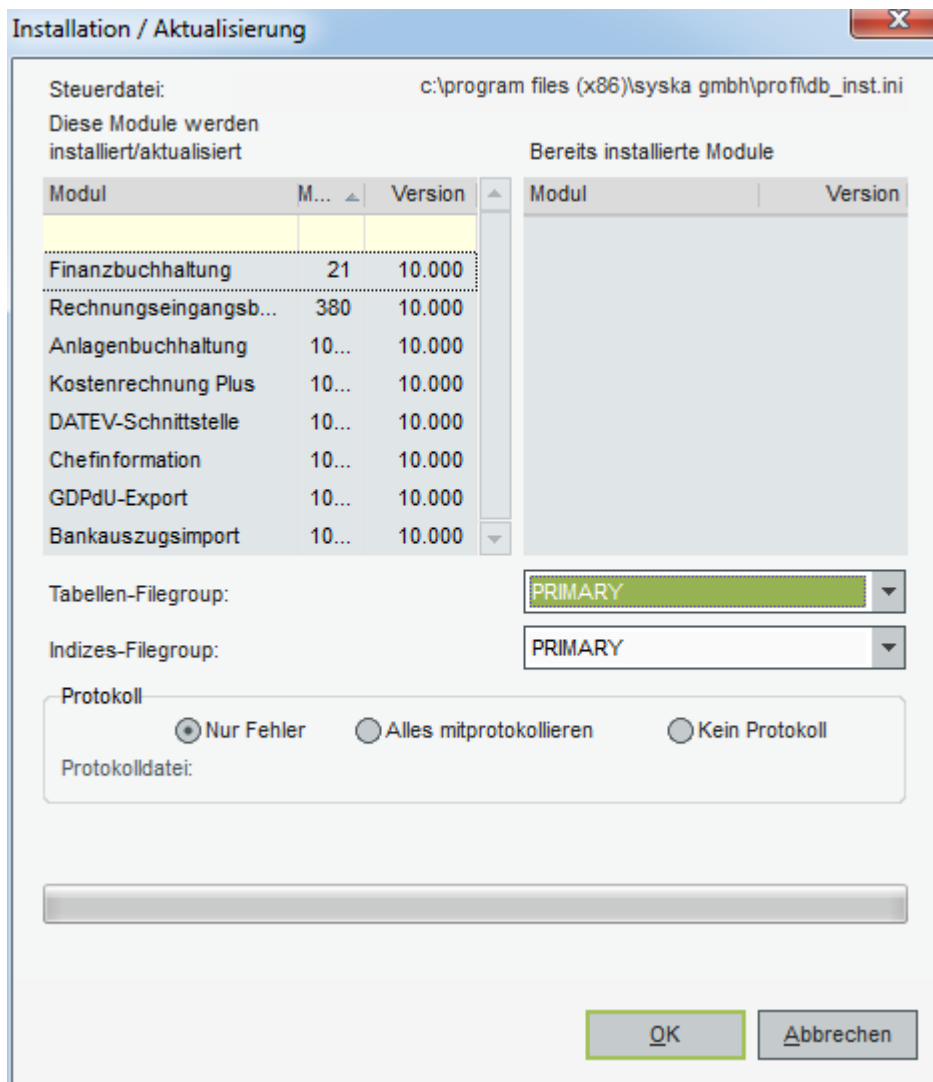 Installation / Aktualisierung
x
Steuerdatei: c:\program files (x86)\syska gmbh\profi\db_inst.ini
Diese Module werden
installiert/aktualisiert Bereits installierte Module
Modul M... Version Modul Version
Finanzbuchhaltung 21 10.000
Rechnungseingangsb... 380 10.000
Anlagenbuchhaltung 10... 10.000
Kostenrechnung Plus 10... 10.000
DATEV-Schnittstelle 10... 10.000
Chefinformation 10... 10.000
GDPdU-Export 10... 10.000
Bankauszugsimport 10... 10.000
Tabellen-Filegroup: PRIMARY
Indizes-Filegroup: PRIMARY
Protokoll
Nur Fehler Alles mitprotokollieren Kein Protokoll
Protokolldatei:
OK Abbrechen